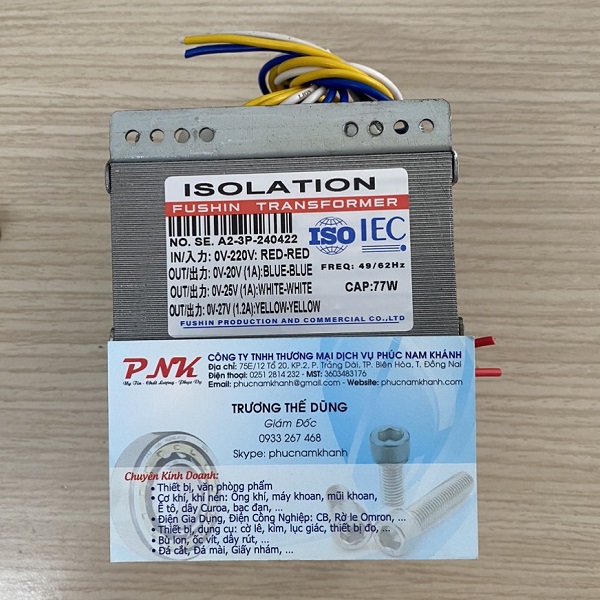 ISOLATION
FUSHIN TRANSFORMER
NO. SE. A2-3P-240422
ISO IEC
IN/入力: 0V-220V: RED-RED
FREQ: 49/62Hz
OUT/出力: 0V-20V (1A):BLUE-BLUE
OUT/出力: 0V-25V (1A):WHITE-WHITE
CAP:77W
OUT/出力: 0V-27V (1.2A):YELLOW-YELLOW
FUSHIN PRODUCTION AND COMMERCIAL CO.,LTD
PNK
Uy Tín - Chất Lượng - Phục Vụ
CÔNG TY TNHH THƯƠNG MẠI DỊCH VỤ PHÚC NAM KHÁNH
Địa chỉ: 75E/12 Tổ 20, KP.2, P. Trảng Dài, TP. Biên Hòa, T. Đồng Nai
Điện thoại: 0251 2814 232 - MST: 3603483176
Email: phucnamkhanh@gmail.com - Website: phucnamkhanh.com
TRƯƠNG THẾ DŨNG
Giám Đốc
0933 267 468
Skype: phucnamkhanh
Chuyên Kinh Doanh:
• Thiết bị, văn phòng phẩm
• Cơ khí, khí nén: Ống khí, máy khoan, mũi khoan,
Ê tô, dây Curoa, bạc đạn, ...
• Điện Gia Dụng, Điện Công Nghiệp: CB, Rờ le Omron, ...
• Thiết bị, dụng cụ: cờ lê, kìm, lục giác, thiết bị đo, ...
• Bù lon, ốc vít, dây rút, ...
• Đá cắt, Đá mài, Giấy nhám, ...